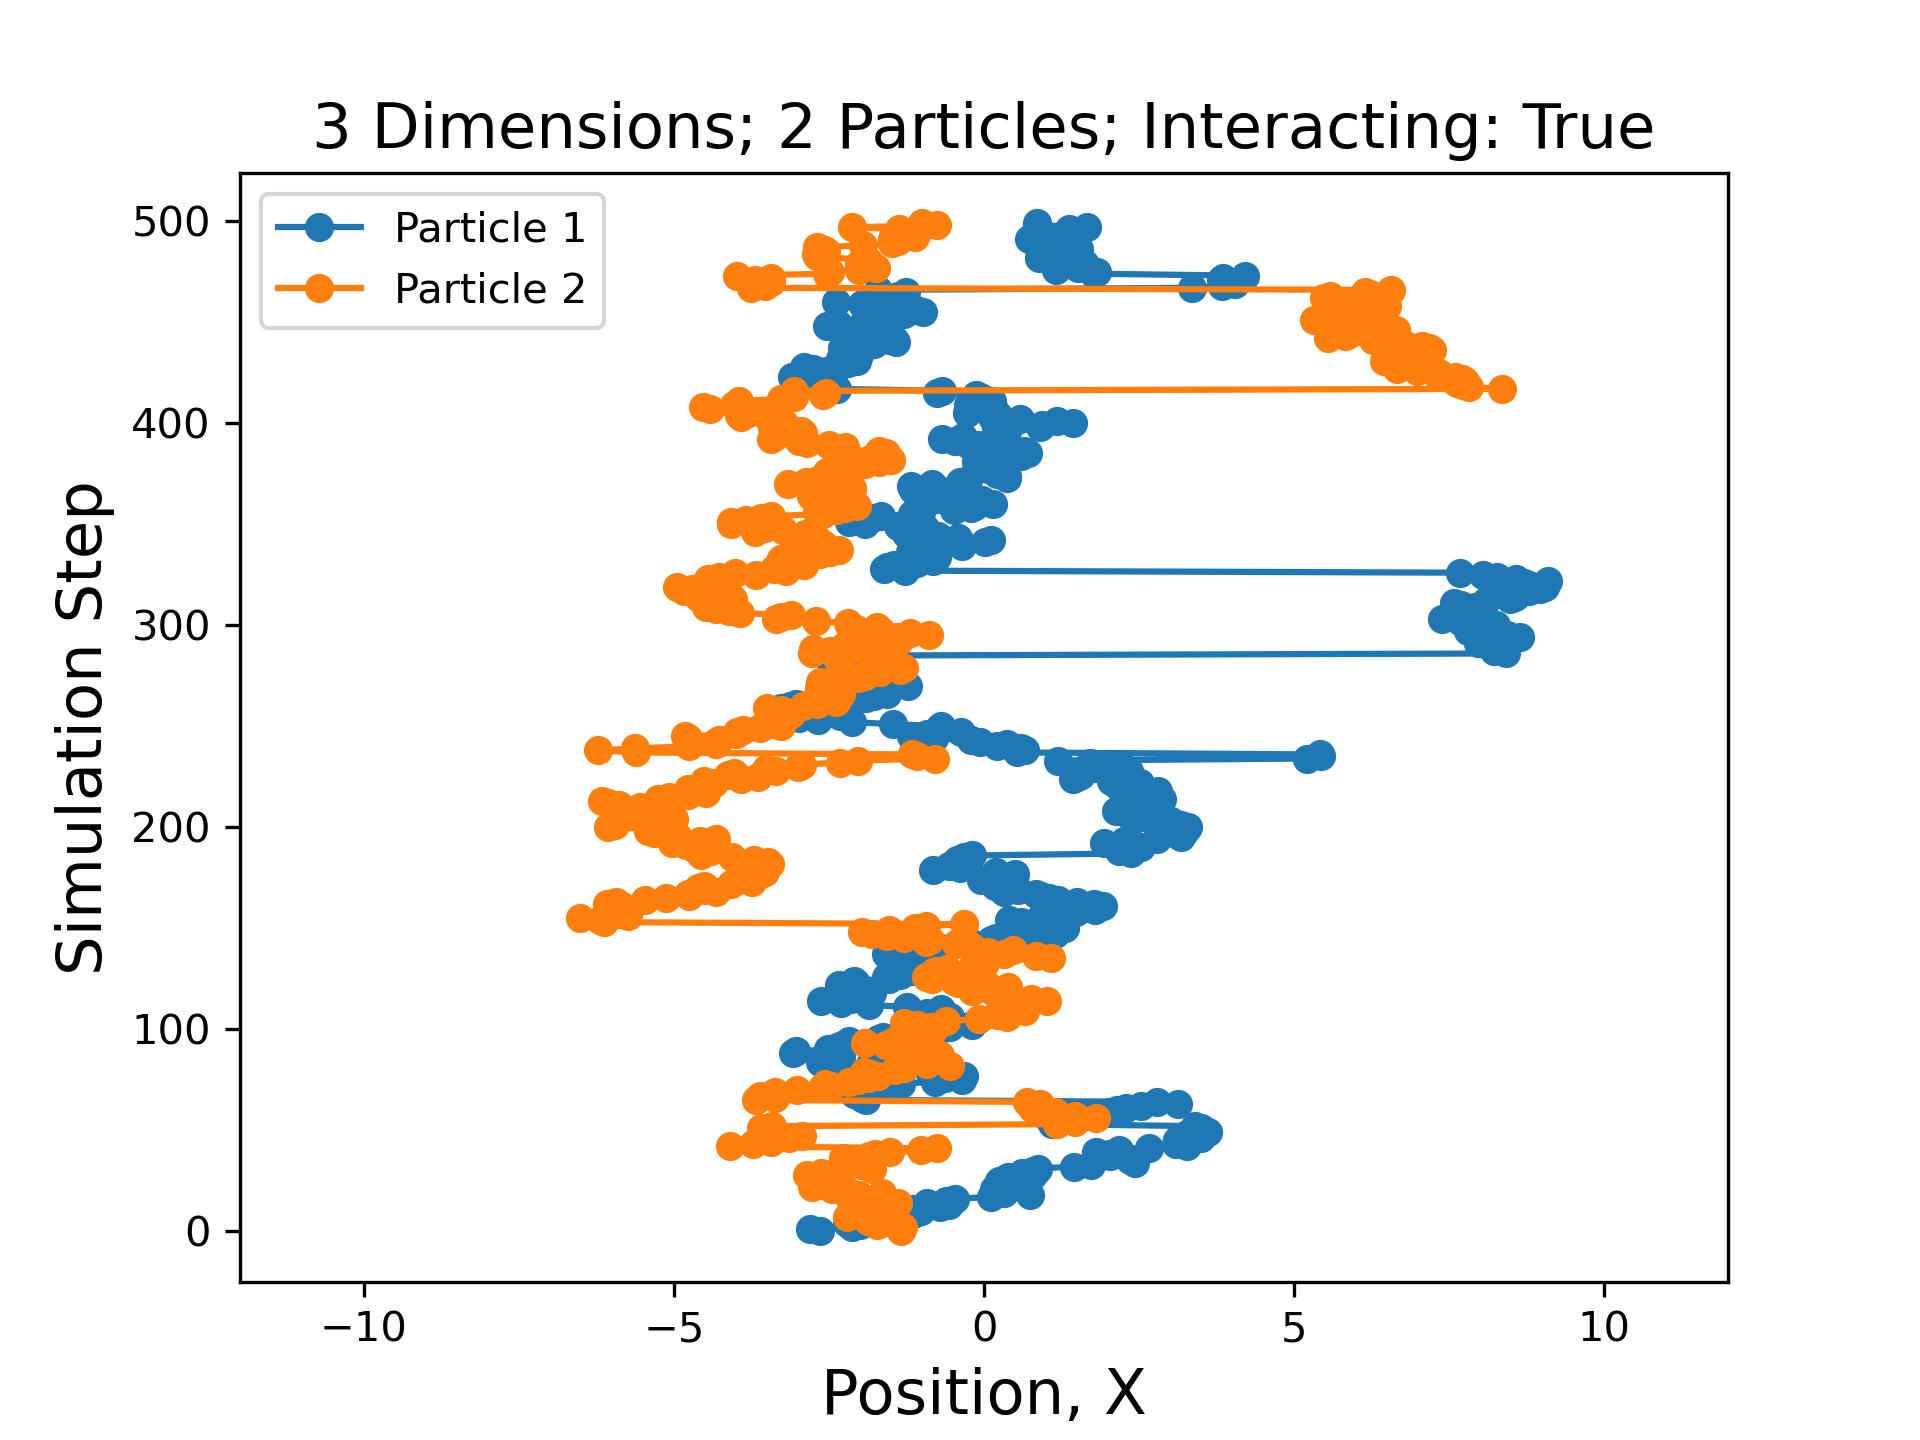 3 Dimensions; 2 Particles; Interacting: True
Particle 1
Particle 2
500
400
300
200
100
0
Simulation Step
−10
−5
0
5
10
Position, X